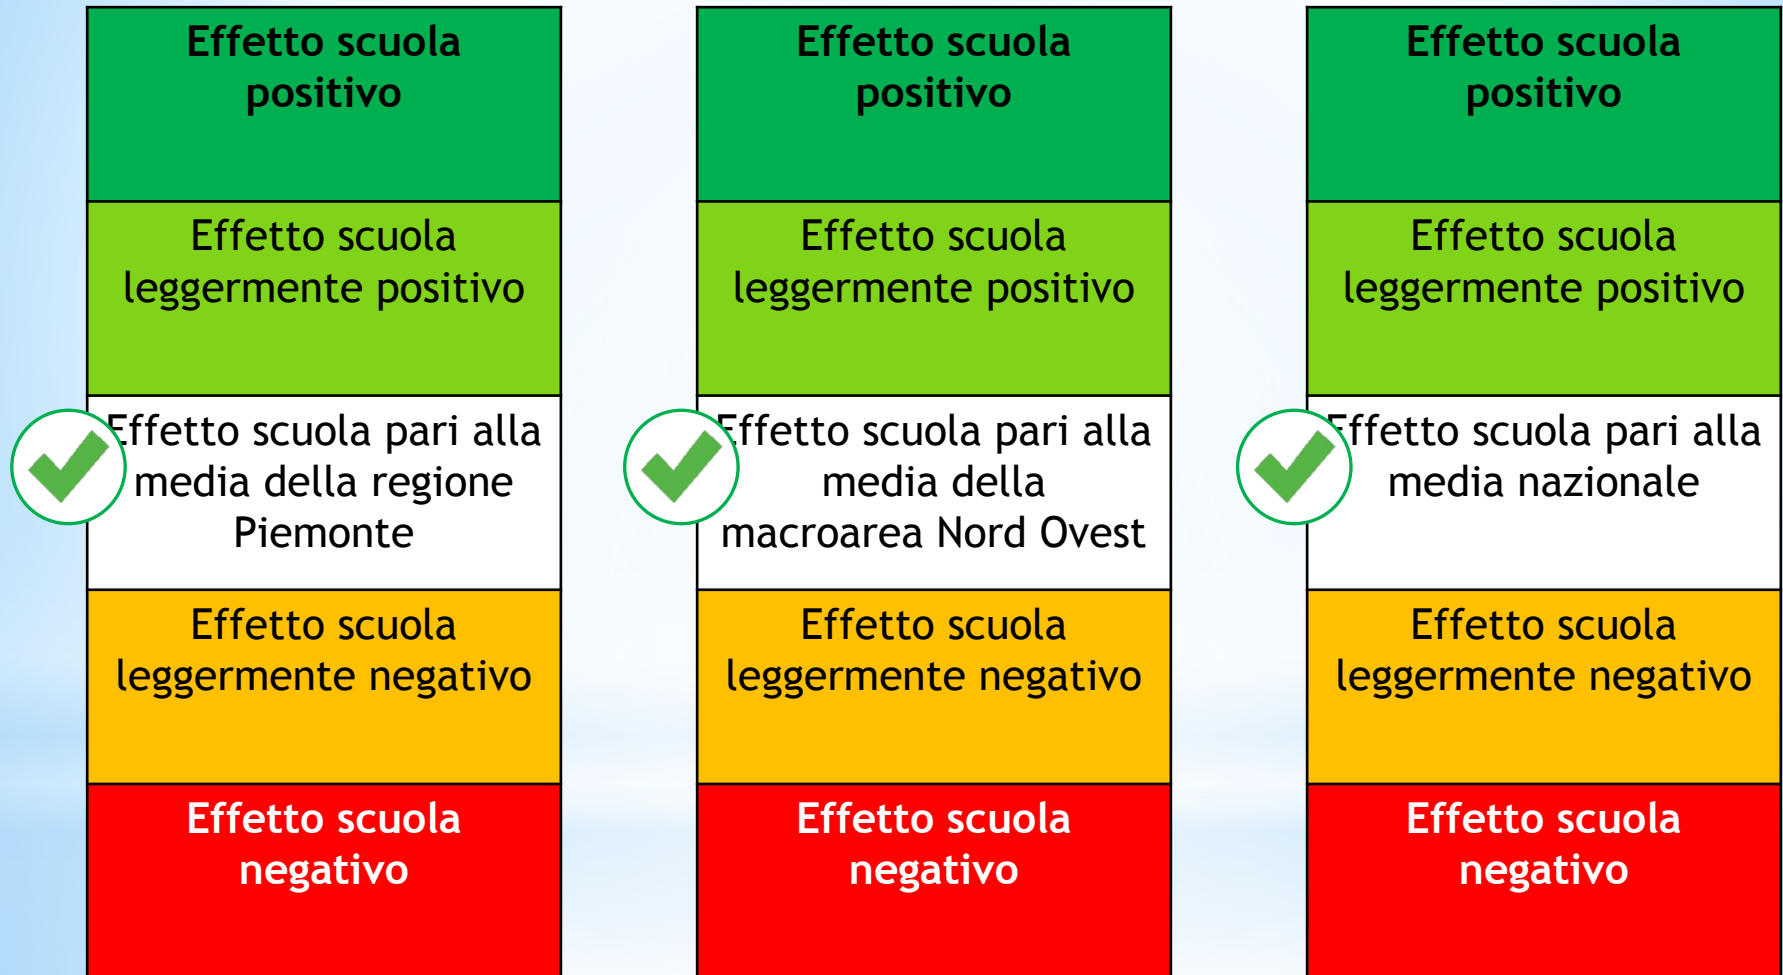 Effetto scuola
positivo
Effetto scuola
leggermente positivo
Effetto scuola pari alla
media della regione
Piemonte
Effetto scuola
leggermente negativo
Effetto scuola
negativo
Effetto scuola
positivo
Effetto scuola
leggermente positivo
Effetto scuola pari alla
media della
macroarea Nord Ovest
Effetto scuola
leggermente negativo
Effetto scuola
negativo
Effetto scuola
positivo
Effetto scuola
leggermente positivo
Effetto scuola pari alla
media nazionale
Effetto scuola
leggermente negativo
Effetto scuola
negativo